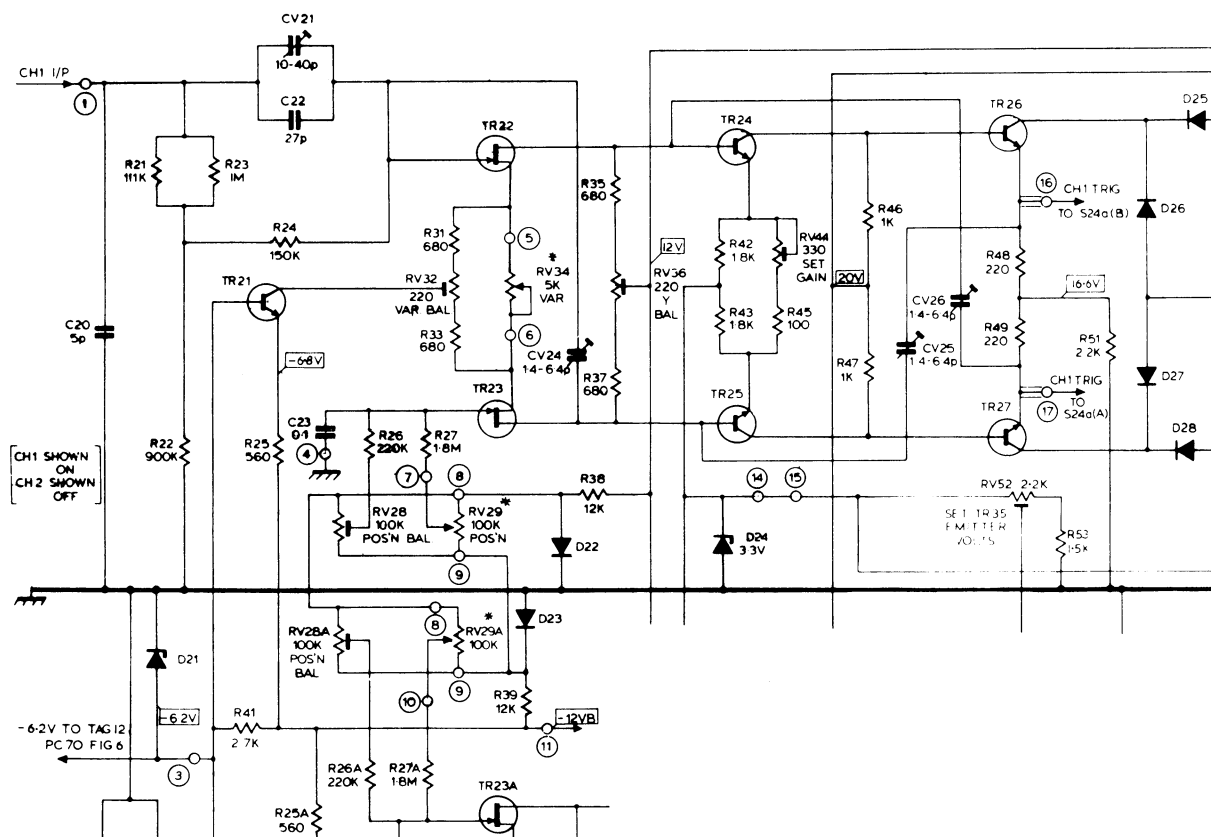 CV21
10-40p
CH1 I/P
1
C22
27p
R21
111K
R23
1M
R24
150K
C20
5p
TR21
-6·8V
R22
900K
R25
560
CH1 SHOWN
ON
CH2 SHOWN
OFF
TR22
R31
680
RV32
220
VAR BAL
R33
680
5
*
RV34
5K
VAR
6
TR23
CV24
1·4-6·4p
R35
680
12V
RV36
220
Y
BAL
R37
680
C23
0·1
4
R26
220K
R27
1·8M
7
8
RV28
100K
POS'N BAL
RV29
*
100K
POS'N
9
R38
12K
D22
TR24
R42
1·8K
R43
1·8K
RV44
330
SET
GAIN
R45
100
TR25
R46
1K
20V
R47
1K
CV26
1·4-6·4p
CV25
1·4-6·4p
TR26
D25
16
CH1 TRIG
TO S24a(B)
D26
R48
220
16·6V
R49
220
R51
2·2K
D27
CH1 TRIG
TO
S24a(A)
17
TR27
D28
14
15
D24
3·3V
RV52 2·2K
SET TR35
EMITTER
VOLTS
R53
1·5K
D21
-6·2V
-6·2V TO TAG 12
PC70 FIG 6
3
R41
2·7K
RV28A
100K
POS'N
BAL
8
*
RV29A
100K
9
10
D23
R39
12K
-12VB
11
R26A
220K
R27A
1·8M
R25A
560
TR23A